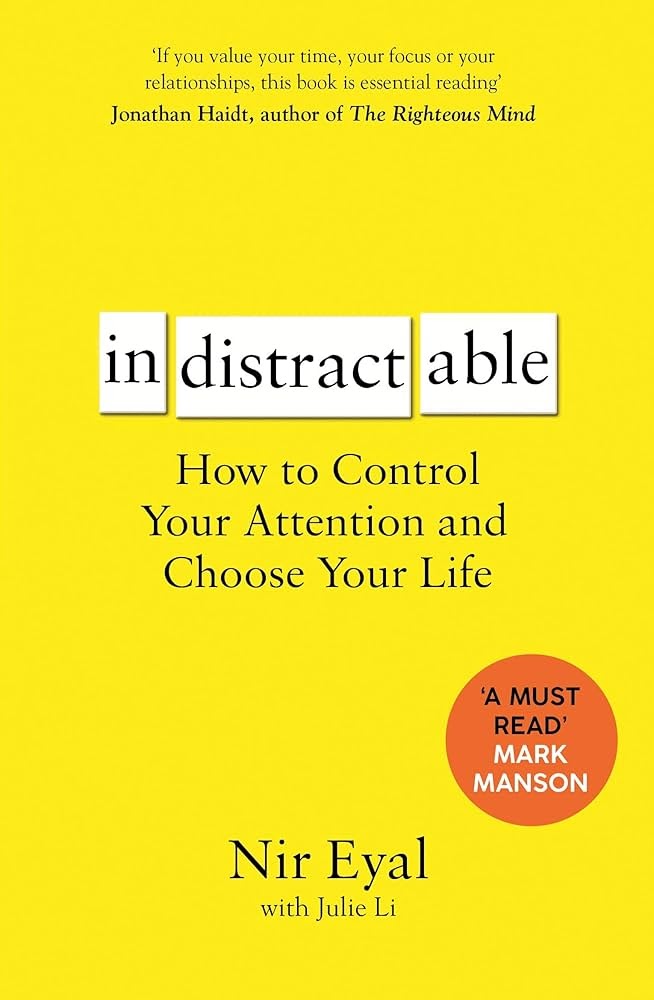 ‘If you value your time, your focus or your
relationships, this book is essential reading’
Jonathan Haidt, author of The Righteous Mind
in distract able
How to Control
Your Attention and
Choose Your Life
‘A MUST
READ’
MARK
MANSON
Nir Eyal
with Julie Li